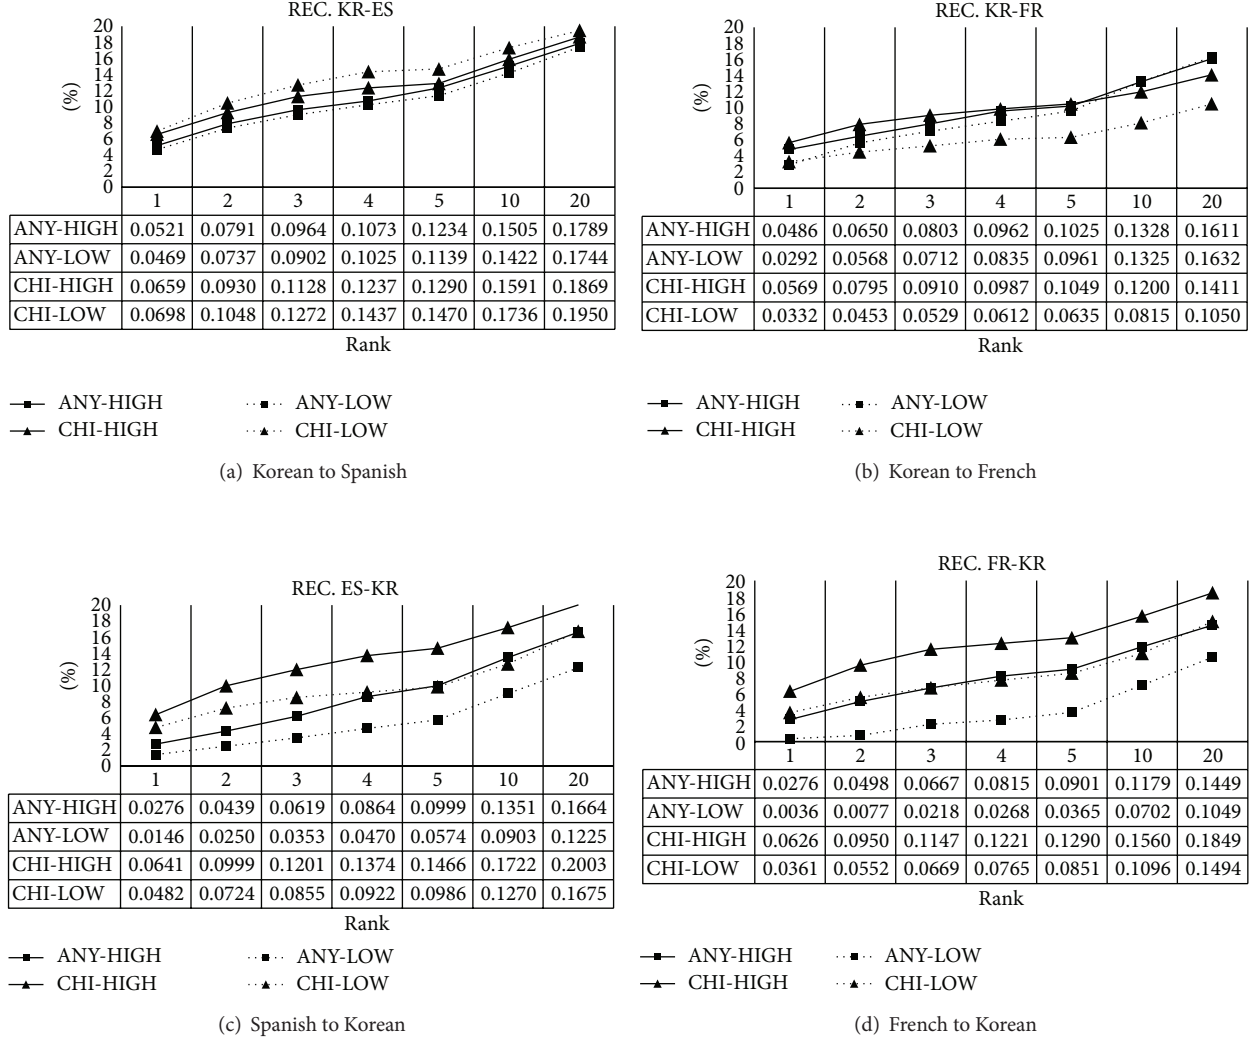 REC. KR-ES
20
18
16
14
12
10
8
6
4
2
0
(%)
1 2 3 4 5 10 20
ANY-HIGH 0.0521 0.0791 0.0964 0.1073 0.1234 0.1505 0.1789
ANY-LOW 0.0469 0.0737 0.0902 0.1025 0.1139 0.1422 0.1744
CHI-HIGH 0.0659 0.0930 0.1128 0.1237 0.1290 0.1591 0.1869
CHI-LOW 0.0698 0.1048 0.1272 0.1437 0.1470 0.1736 0.1950
Rank
ANY-HIGH ANY-LOW
CHI-HIGH CHI-LOW
(a) Korean to Spanish
REC. KR-FR
20
18
16
14
12
10
8
6
4
2
0
(%)
1 2 3 4 5 10 20
ANY-HIGH 0.0486 0.0650 0.0803 0.0962 0.1025 0.1328 0.1611
ANY-LOW 0.0292 0.0568 0.0712 0.0835 0.0961 0.1325 0.1632
CHI-HIGH 0.0569 0.0795 0.0910 0.0987 0.1049 0.1200 0.1411
CHI-LOW 0.0332 0.0453 0.0529 0.0612 0.0635 0.0815 0.1050
Rank
ANY-HIGH ANY-LOW
CHI-HIGH CHI-LOW
(b) Korean to French
REC. ES-KR
20
18
16
14
12
10
8
6
4
2
0
(%)
1 2 3 4 5 10 20
ANY-HIGH 0.0276 0.0439 0.0619 0.0864 0.0999 0.1351 0.1664
ANY-LOW 0.0146 0.0250 0.0353 0.0470 0.0574 0.0903 0.1225
CHI-HIGH 0.0641 0.0999 0.1201 0.1374 0.1466 0.1722 0.2003
CHI-LOW 0.0482 0.0724 0.0855 0.0922 0.0986 0.1270 0.1675
Rank
ANY-HIGH ANY-LOW
CHI-HIGH CHI-LOW
(c) Spanish to Korean
REC. FR-KR
20
18
16
14
12
10
8
6
4
2
0
(%)
1 2 3 4 5 10 20
ANY-HIGH 0.0276 0.0498 0.0667 0.0815 0.0901 0.1179 0.1449
ANY-LOW 0.0036 0.0077 0.0218 0.0268 0.0365 0.0702 0.1049
CHI-HIGH 0.0626 0.0950 0.1147 0.1221 0.1290 0.1560 0.1849
CHI-LOW 0.0361 0.0552 0.0669 0.0765 0.0851 0.1096 0.1494
Rank
ANY-HIGH ANY-LOW
CHI-HIGH CHI-LOW
(d) French to Korean